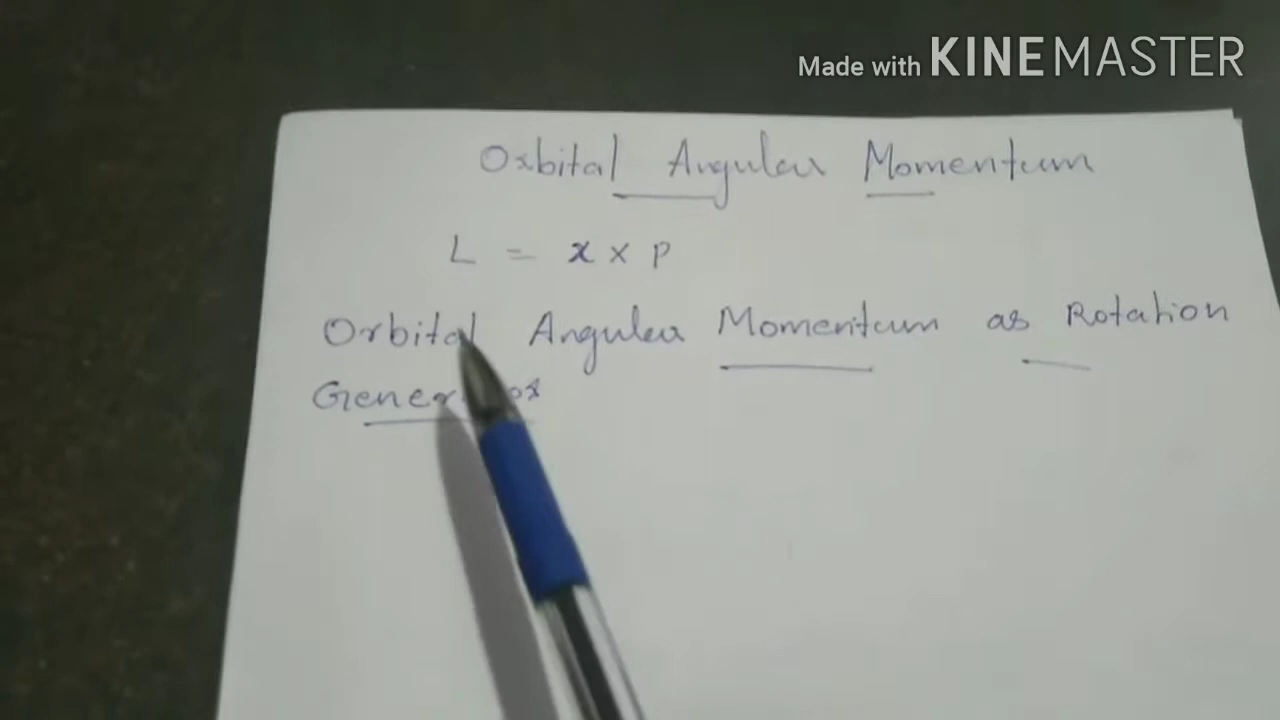 Made with KINEMASTER
Orbital Angular Momentum
L = x × p
Orbital Angular Momentum as Rotation